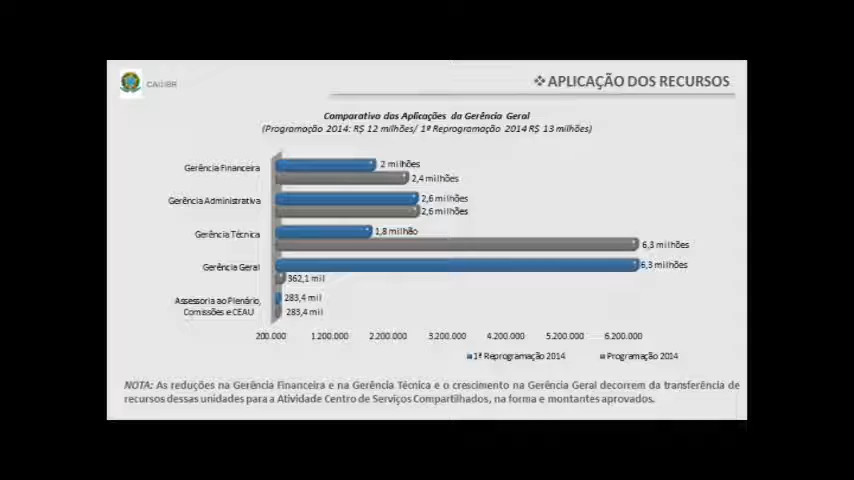 CAU/BR
❖APLICAÇÃO DOS RECURSOS
Comparativo das Aplicações da Gerência Geral
(Programação 2014: R$ 12 milhões/ 1ª Reprogramação 2014 R$ 13 milhões)
Gerência Financeira
2 milhões
2,4 milhões
Gerência Administrativa
2,6 milhões
2,6 milhões
Gerência Técnica
1,8 milhão
6,3 milhões
Gerência Geral
6,3 milhões
362,1 mil
Assessoria ao Plenário,
Comissões e CEAU
283,4 mil
283,4 mil
200.000 1.200.000 2.200.000 3.200.000 4.200.000 5.200.000 6.200.000
1ª Reprogramação 2014 Programação 2014
NOTA: As reduções na Gerência Financeira e na Gerência Técnica e o crescimento na Gerência Geral decorrem da transferência de
recursos dessas unidades para a Atividade Centro de Serviços Compartilhados, na forma e montantes aprovados.